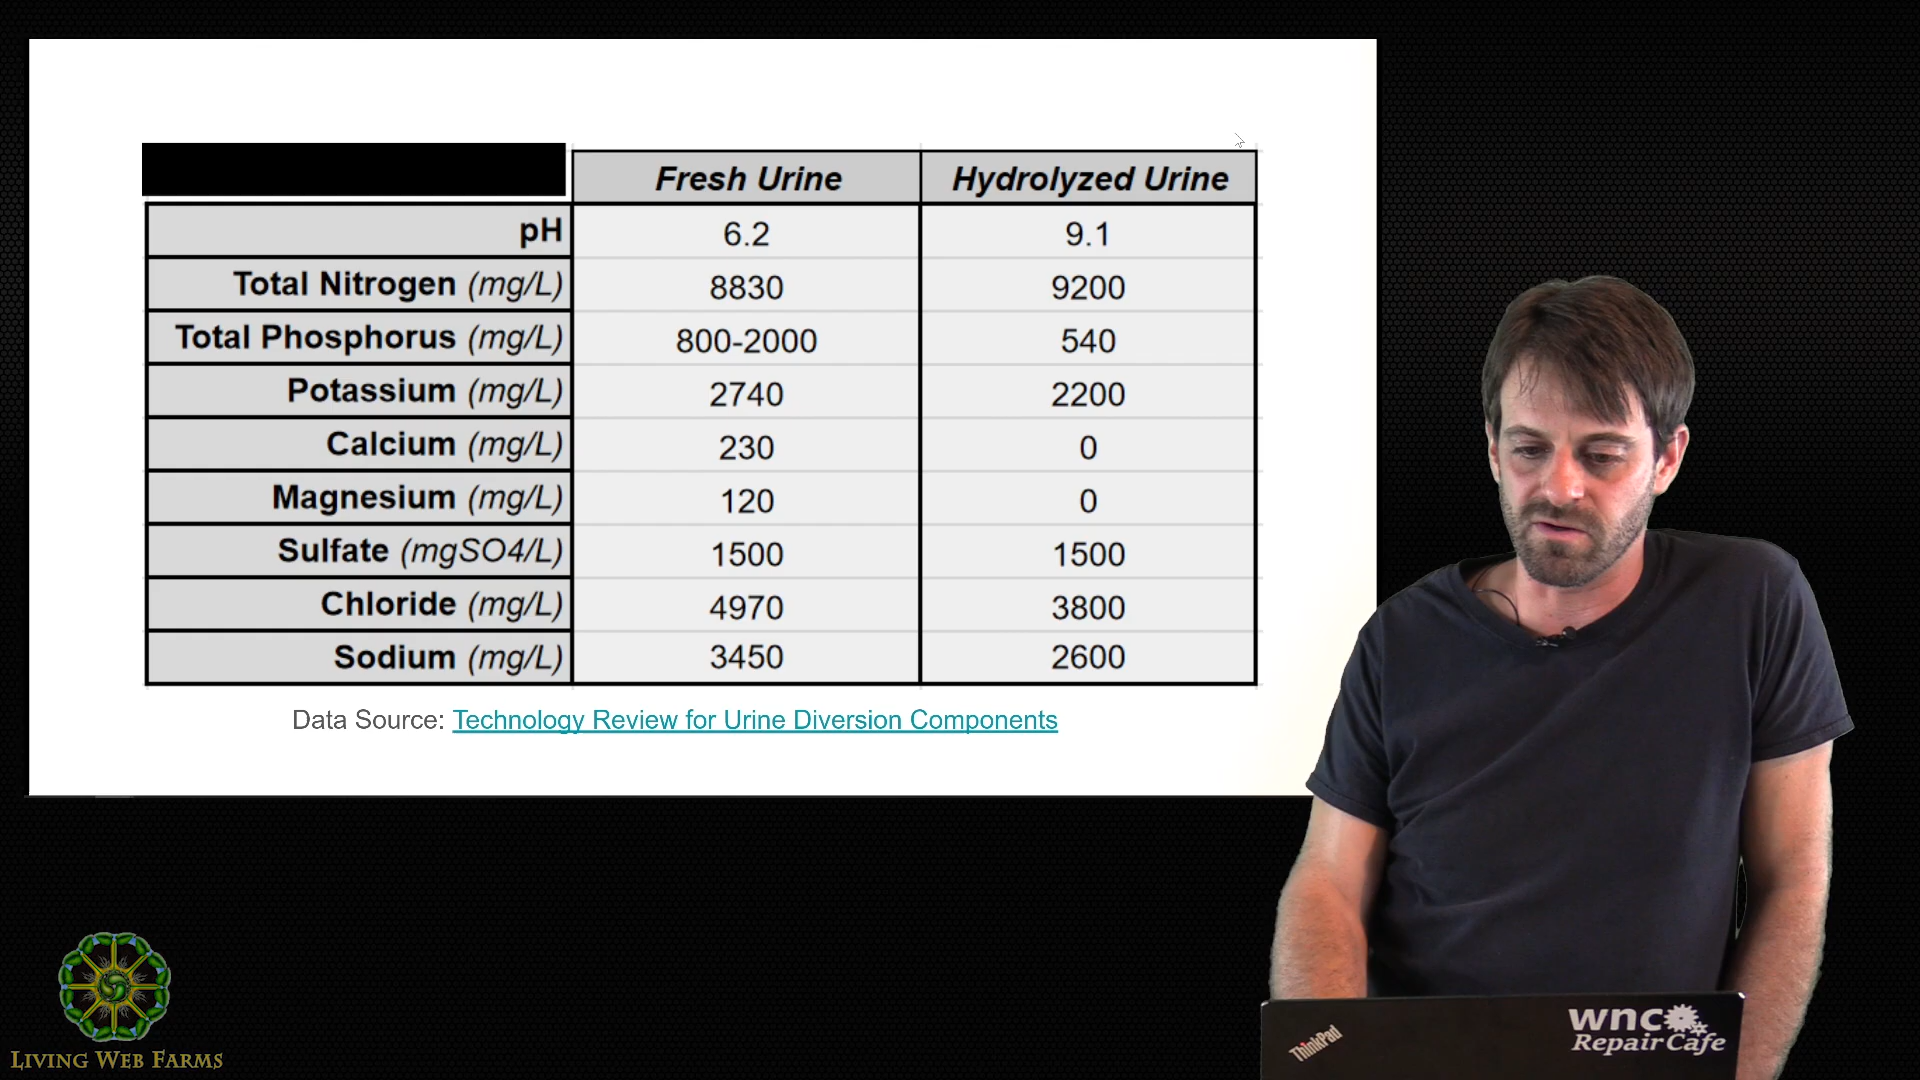 Fresh Urine Hydrolyzed Urine
pH 6.2 9.1
Total Nitrogen (mg/L) 8830 9200
Total Phosphorus (mg/L) 800-2000 540
Potassium (mg/L) 2740 2200
Calcium (mg/L) 230 0
Magnesium (mg/L) 120 0
Sulfate (mgSO4/L) 1500 1500
Chloride (mg/L) 4970 3800
Sodium (mg/L) 3450 2600
Data Source: Technology Review for Urine Diversion Components
ThinkPad
wnc
Repair Cafe
LIVING WEB FARMS